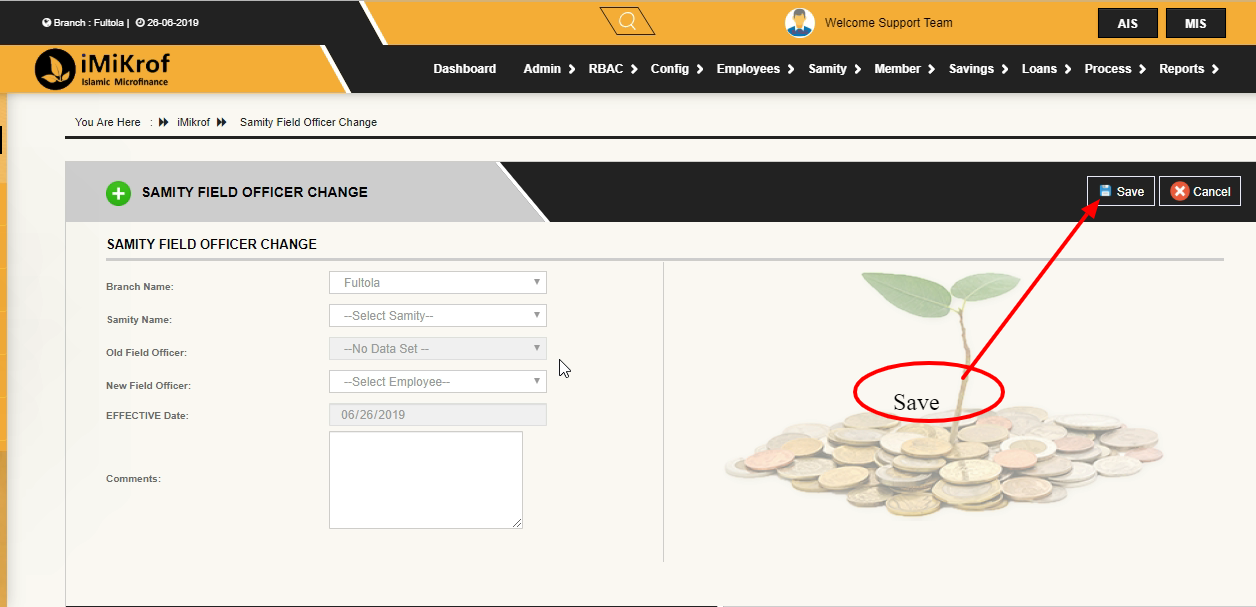 Branch : Fultola | 26-06-2019
Welcome Support Team
AIS
MIS
iMiKrof
Islamic Microfinance
Dashboard Admin RBAC Config Employees Samity Member Savings Loans Process Reports
You Are Here : iMikrof Samity Field Officer Change
SAMITY FIELD OFFICER CHANGE
Save
Cancel
SAMITY FIELD OFFICER CHANGE
Branch Name: Fultola
Samity Name: --Select Samity--
Old Field Officer: --No Data Set --
New Field Officer: --Select Employee--
EFFECTIVE Date: 06/26/2019
Comments:
Save